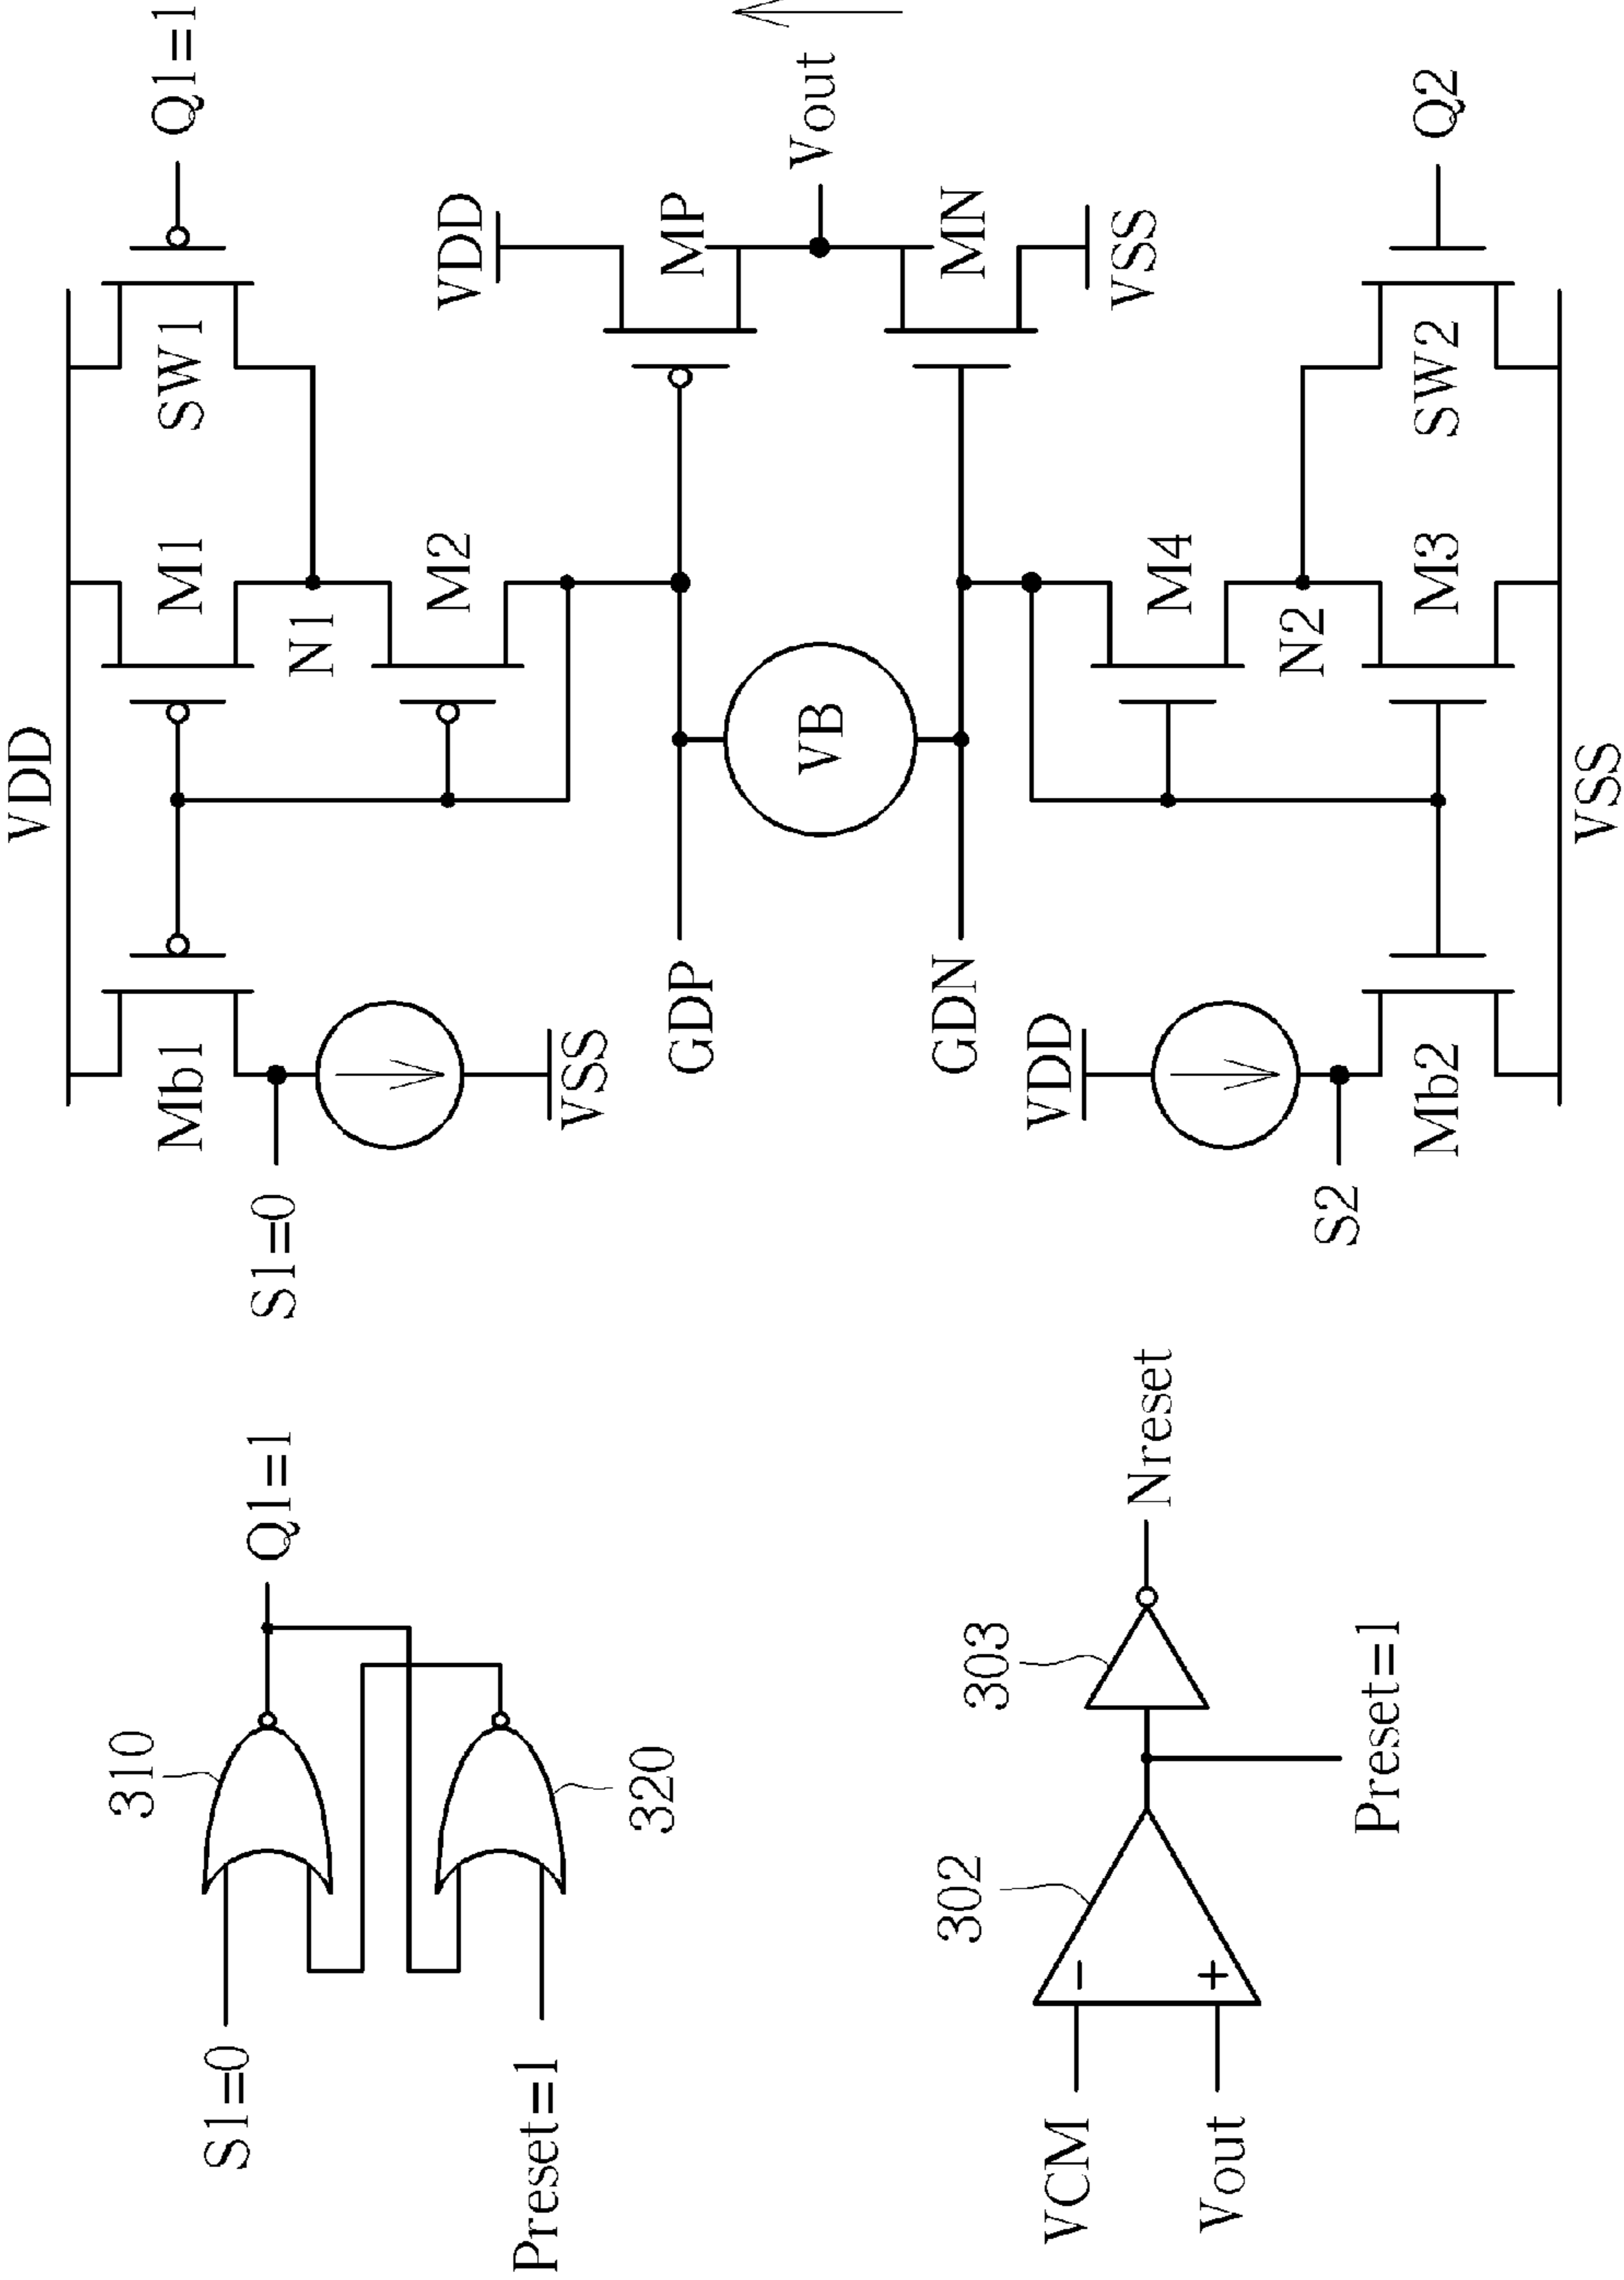 VDD
Q1=1
M1
SW1
Mb1
N1
M2
S1=0
VSS
VDD
MP
GDP
VB
Vout
GDN
MN
VDD
VSS
M4
S2
N2
Mb2
M3
SW2
Q2
VSS
310
S1=0
Q1=1
Preset=1
320
302
303
VCM
-
+
Vout
Nreset
Preset=1